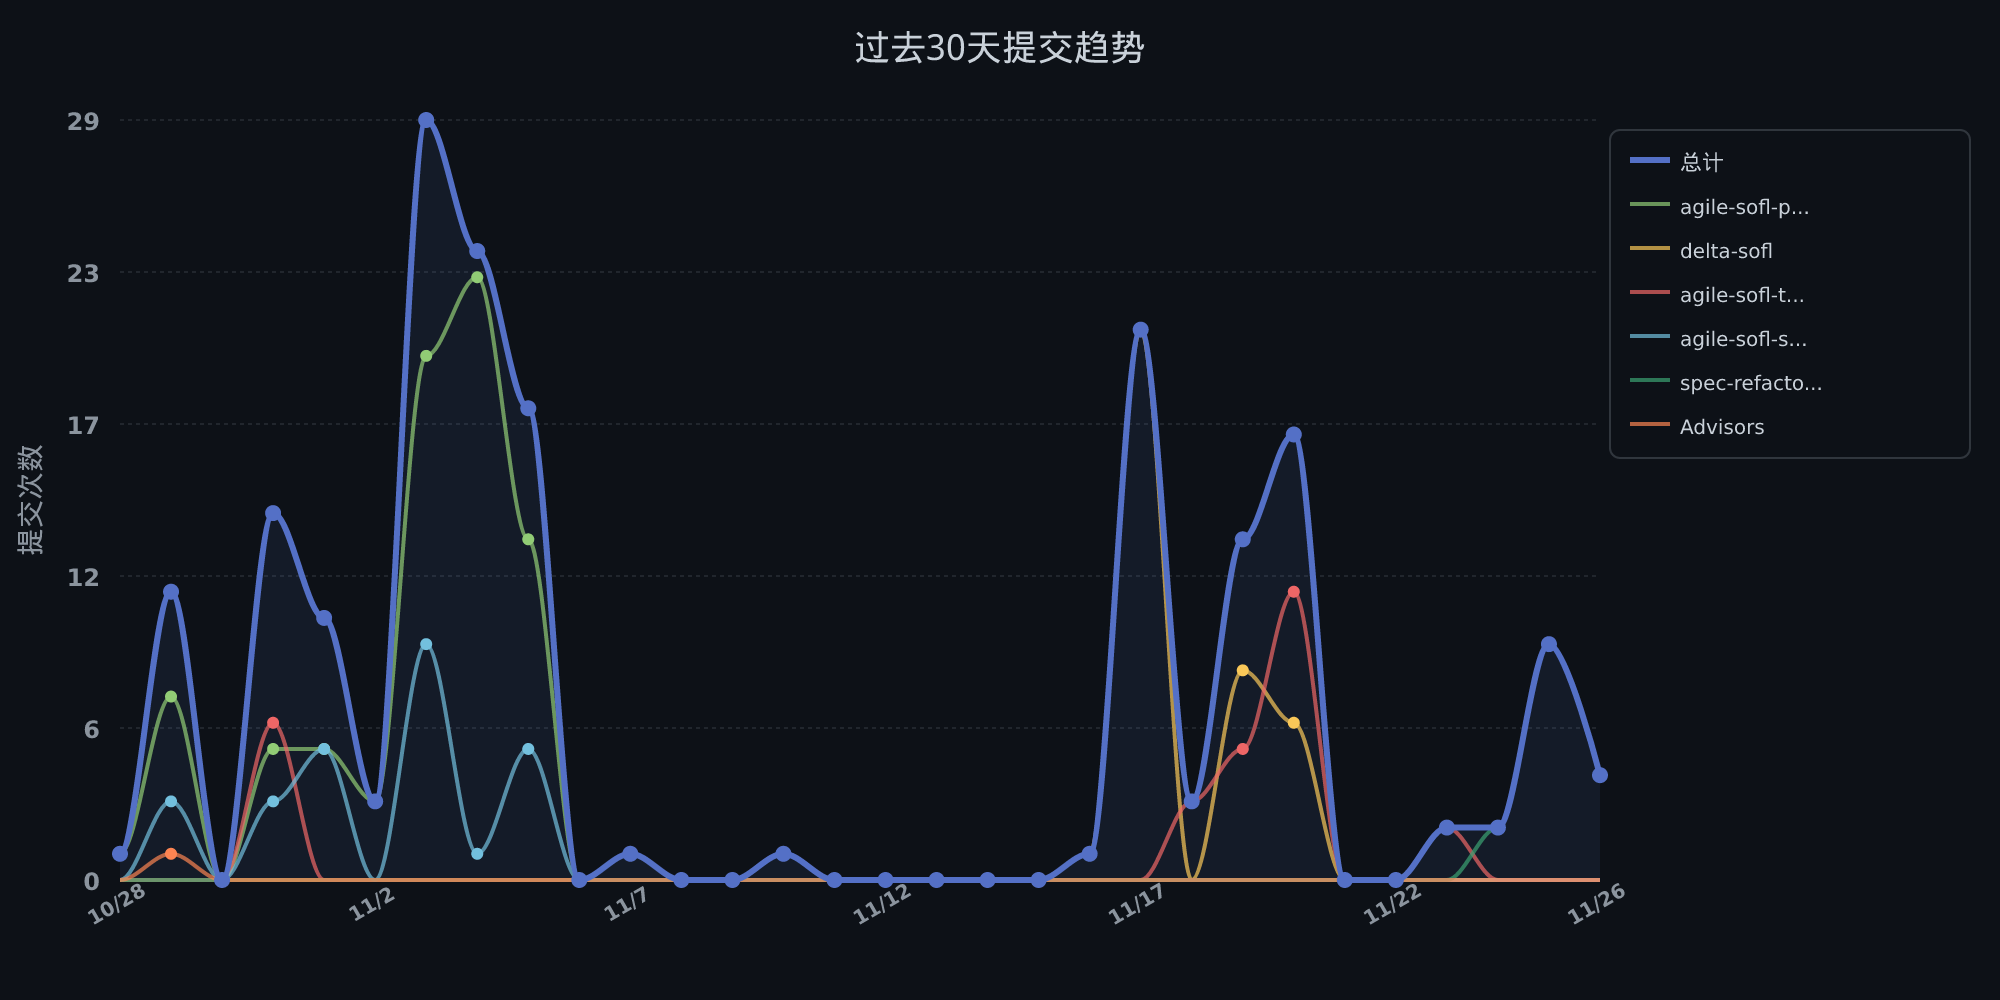 过去30天提交趋势
提交次数
29
23
17
12
6
0
10/28
11/2
11/7
11/12
11/17
11/22
11/26
总计
agile-sofl-p...
delta-sofl
agile-sofl-t...
agile-sofl-s...
spec-refacto...
Advisors